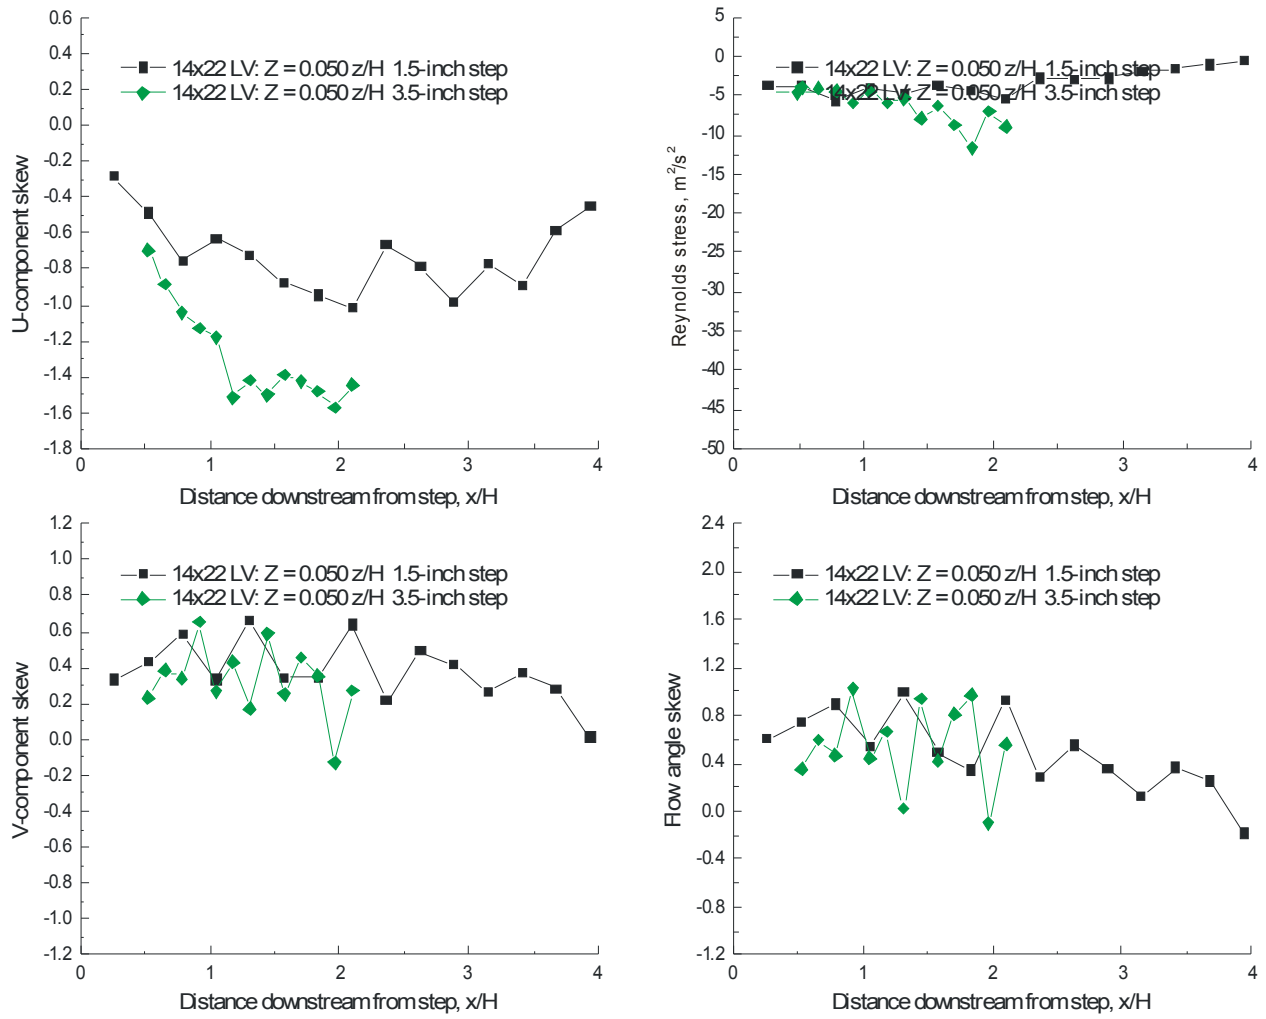 0.6
0.4
0.2
0.0
-0.2
-0.4
-0.6
-0.8
-1.0
-1.2
-1.4
-1.6
-1.8
U-component skew
14x22 LV: Z = 0.050 z/H 1.5-inch step
14x22 LV: Z = 0.050 z/H 3.5-inch step
0 1 2 3 4
Distance downstream from step, x/H
5
0
-5
-10
-15
-20
-25
-30
-35
-40
-45
-50
Reynolds stress, m²/s²
14x22 LV: Z = 0.050 z/H 1.5-inch step
14x22 LV: Z = 0.050 z/H 3.5-inch step
0 1 2 3 4
Distance downstream from step, x/H
1.2
1.0
0.8
0.6
0.4
0.2
0.0
-0.2
-0.4
-0.6
-0.8
-1.0
-1.2
V-component skew
14x22 LV: Z = 0.050 z/H 1.5-inch step
14x22 LV: Z = 0.050 z/H 3.5-inch step
0 1 2 3 4
Distance downstream from step, x/H
2.4
2.0
1.6
1.2
0.8
0.4
0.0
-0.4
-0.8
-1.2
Flow angle skew
14x22 LV: Z = 0.050 z/H 1.5-inch step
14x22 LV: Z = 0.050 z/H 3.5-inch step
0 1 2 3 4
Distance downstream from step, x/H